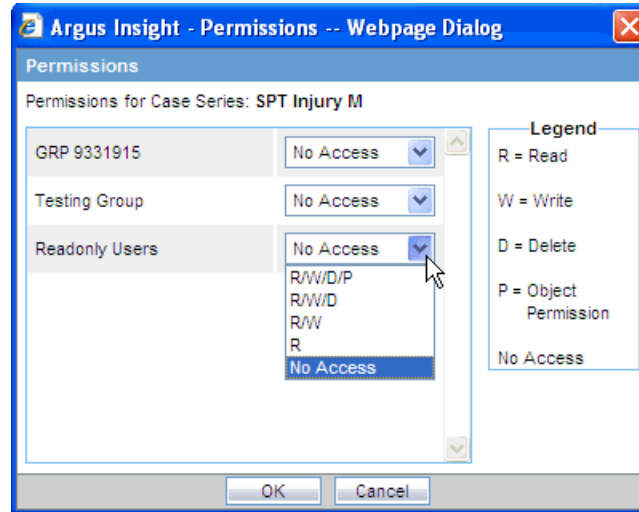 Argus Insight - Permissions -- Webpage Dialog
Permissions
Permissions for Case Series: SPT Injury M
GRP 9331915
No Access
Testing Group
No Access
Readonly Users
No Access
R/W/D/P
R/W/D
R/W
R
No Access
Legend
R = Read
W = Write
D = Delete
P = Object
Permission
No Access
OK
Cancel